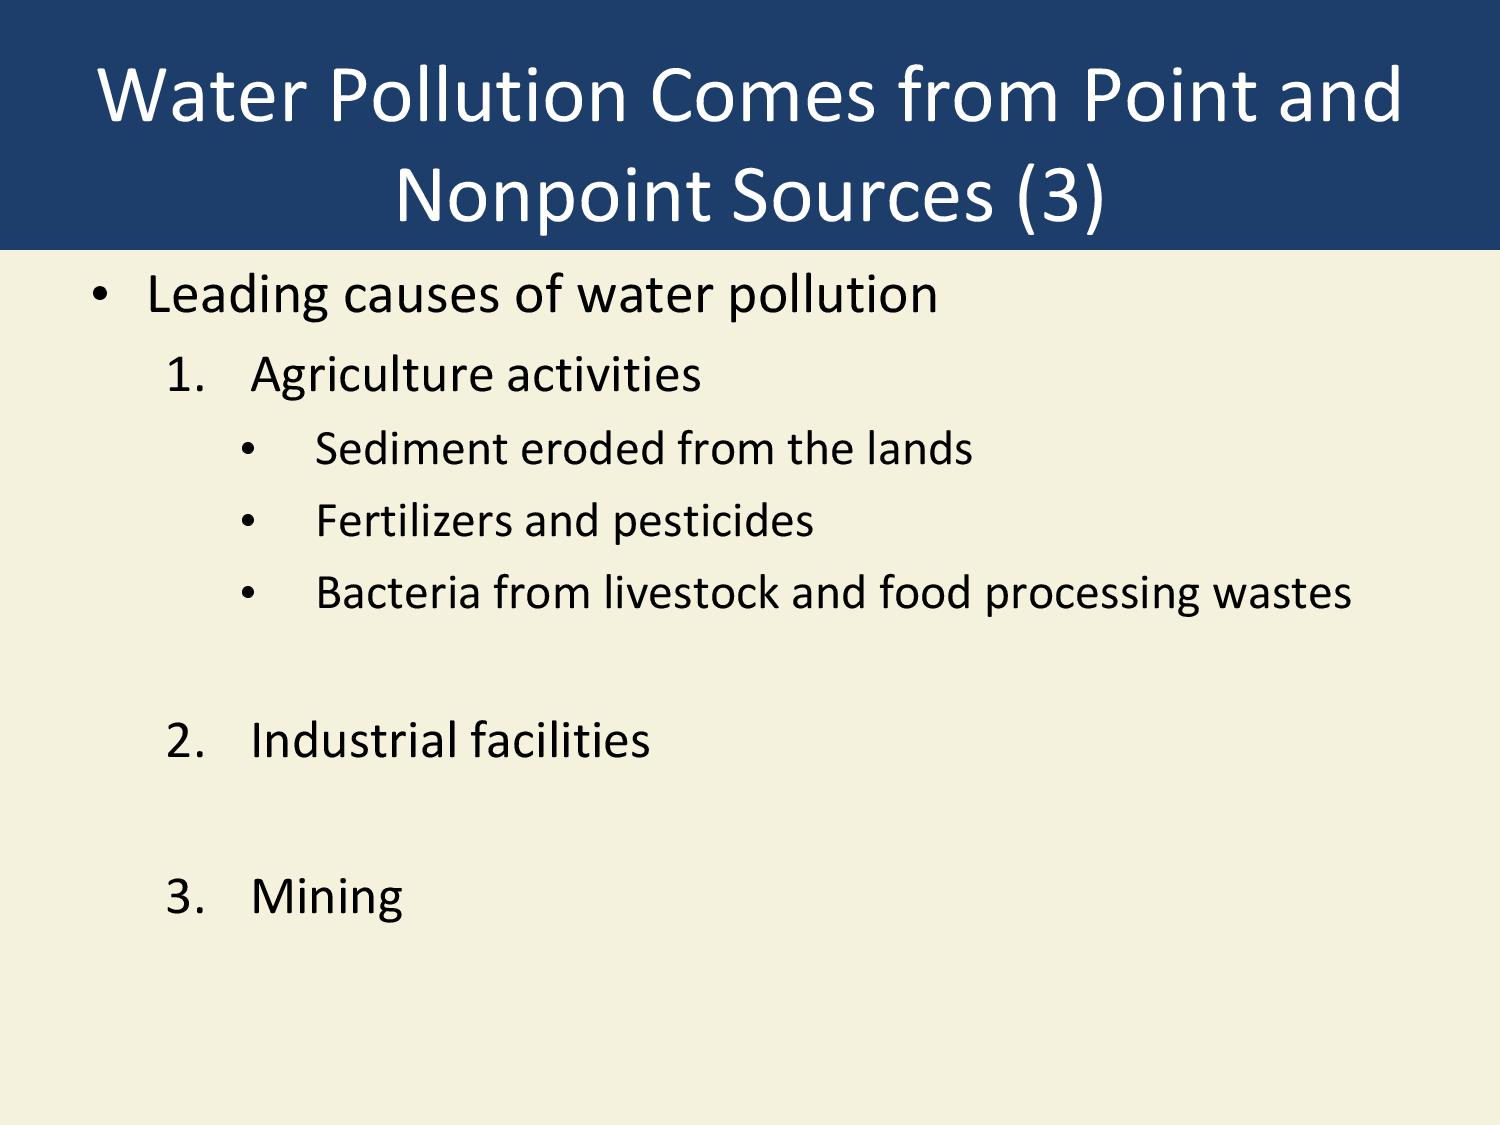 Water Pollution Comes from Point and
Nonpoint Sources (3)
• Leading causes of water pollution
1. Agriculture activities
• Sediment eroded from the lands
• Fertilizers and pesticides
• Bacteria from livestock and food processing wastes
2. Industrial facilities
3. Mining